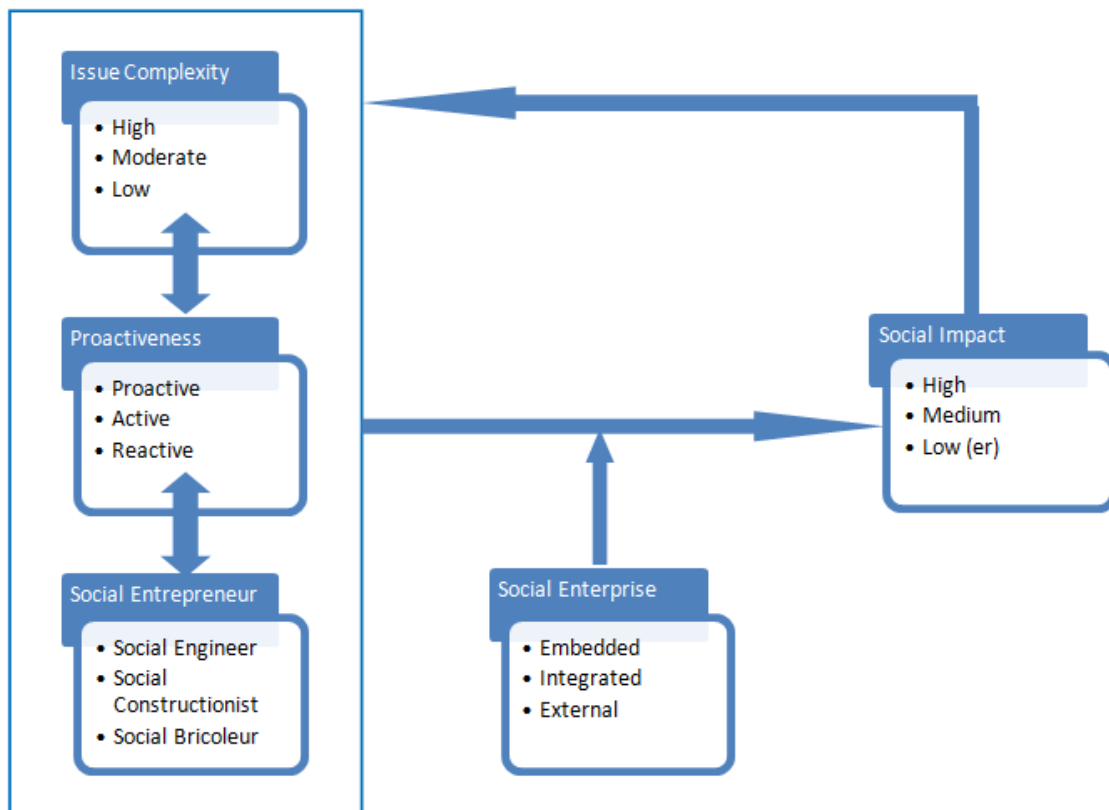 Issue Complexity
• High
• Moderate
• Low
Proactiveness
• Proactive
• Active
• Reactive
Social Entrepreneur
• Social Engineer
• Social
Constructionist
• Social Bricoleur
Social Enterprise
• Embedded
• Integrated
• External
Social Impact
• High
• Medium
• Low (er)